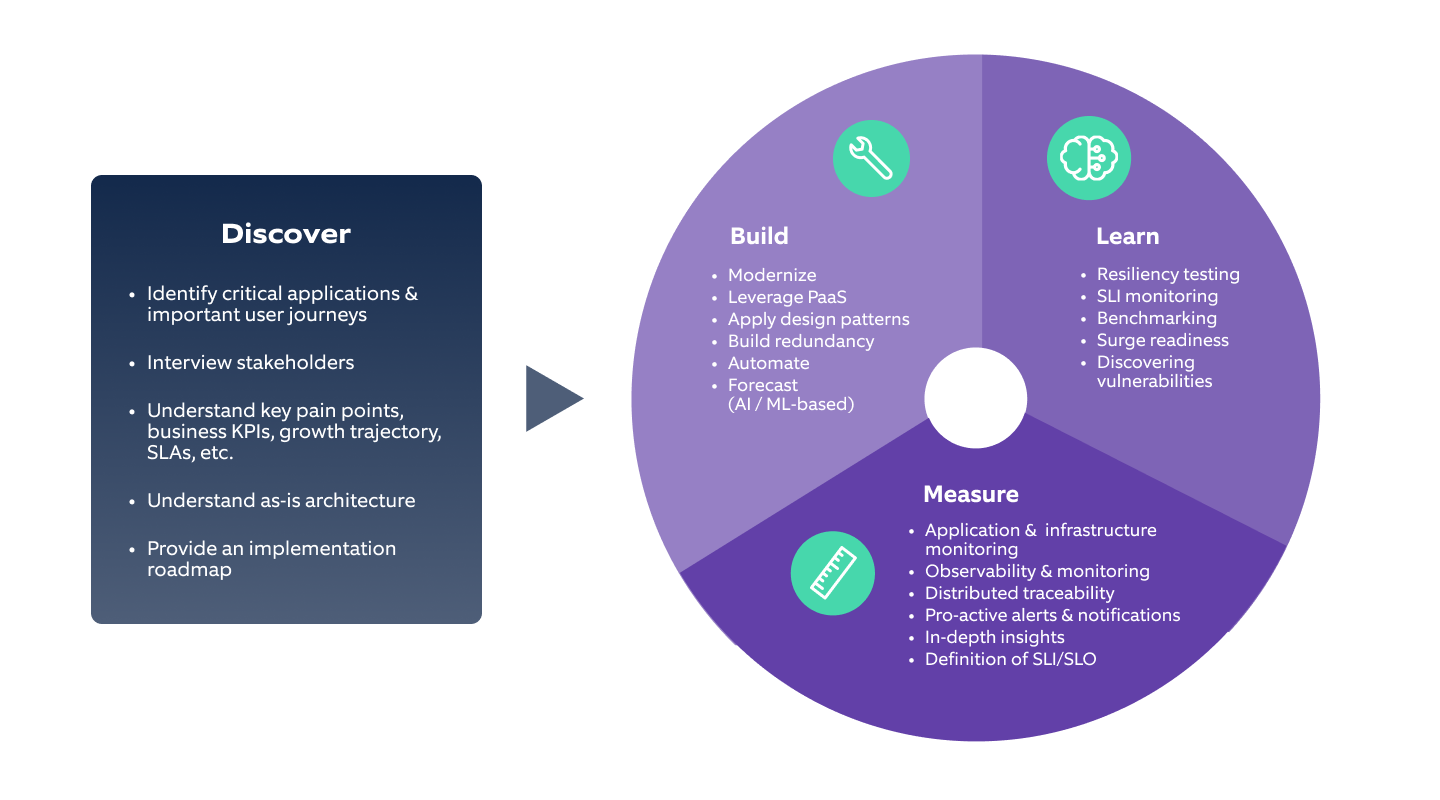 Discover
• Identify critical applications &
important user journeys
• Interview stakeholders
• Understand key pain points,
business KPIs, growth trajectory,
SLAs, etc.
• Understand as-is architecture
• Provide an implementation
roadmap
Build
• Modernize
• Leverage PaaS
• Apply design patterns
• Build redundancy
• Automate
• Forecast
(AI / ML-based)
Learn
• Resiliency testing
• SLI monitoring
• Benchmarking
• Surge readiness
• Discovering
vulnerabilities
Measure
• Application &  infrastructure
monitoring
• Observability & monitoring
• Distributed traceability
• Pro-active alerts & notifications
• In-depth insights
• Definition of SLI/SLO